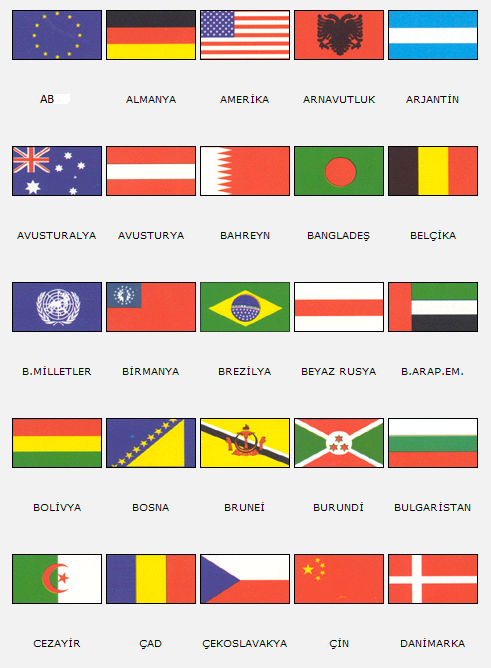 AB
ALMANYA
AMERİKA
ARNAVUTLUK
ARJANTİN
AVUSTURALYA
AVUSTURYA
BAHREYN
BANGLADEŞ
BELÇİKA
B.MİLLETLER
BİRMANYA
BREZİLYA
BEYAZ RUSYA
B.ARAP.EM.
BOLİVYA
BOSNA
BRUNEİ
BURUNDİ
BULGARİSTAN
CEZAYİR
ÇAD
ÇEKOSLAVAKYA
ÇİN
DANİMARKA